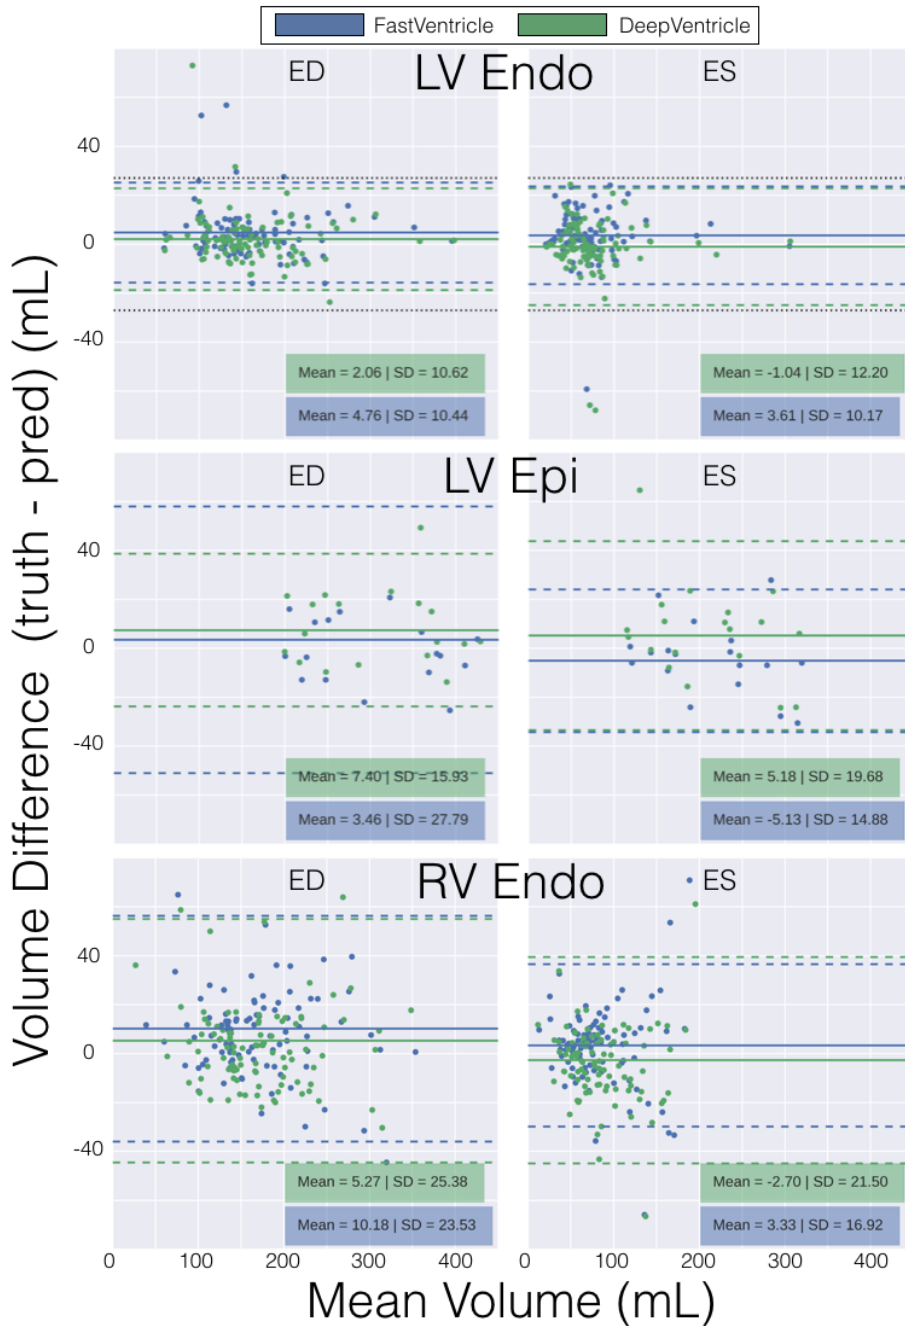 FastVentricle DeepVentricle
LV Endo
ED ES
40
0
-40
Mean = 2.06 | SD = 10.62
Mean = 4.76 | SD = 10.44
Mean = -1.04 | SD = 12.20
Mean = 3.61 | SD = 10.17
LV Epi
ED ES
40
0
-40
Mean = 7.40 | SD = 15.93
Mean = 3.46 | SD = 27.79
Mean = 5.18 | SD = 19.68
Mean = -5.13 | SD = 14.88
RV Endo
ED ES
40
0
-40
Mean = 5.27 | SD = 25.38
Mean = 10.18 | SD = 23.53
Mean = -2.70 | SD = 21.50
Mean = 3.33 | SD = 16.92
0 100 200 300 400 0 100 200 300 400
Mean Volume (mL)
Volume Difference (truth - pred) (mL)